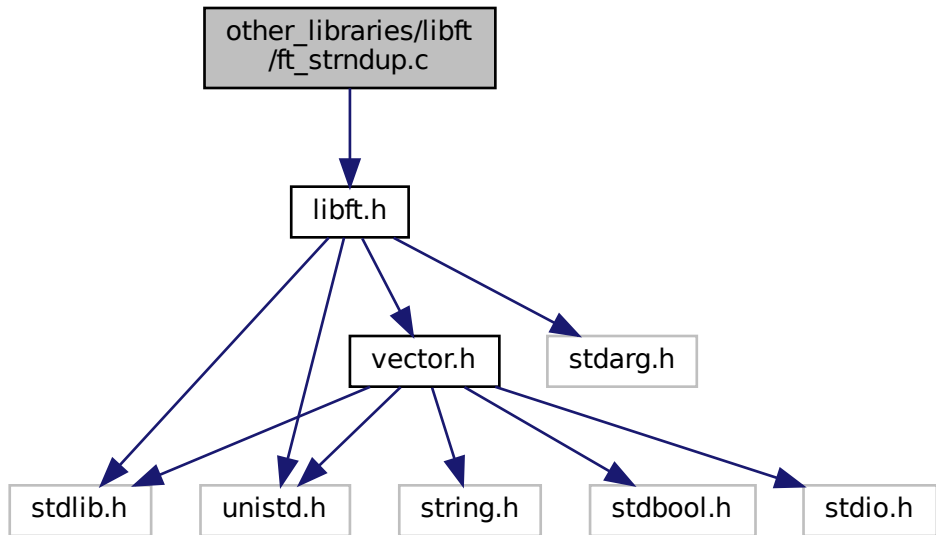 other_libraries/libft
/ft_strndup.c
libft.h
vector.h
stdarg.h
stdlib.h
unistd.h
string.h
stdbool.h
stdio.h